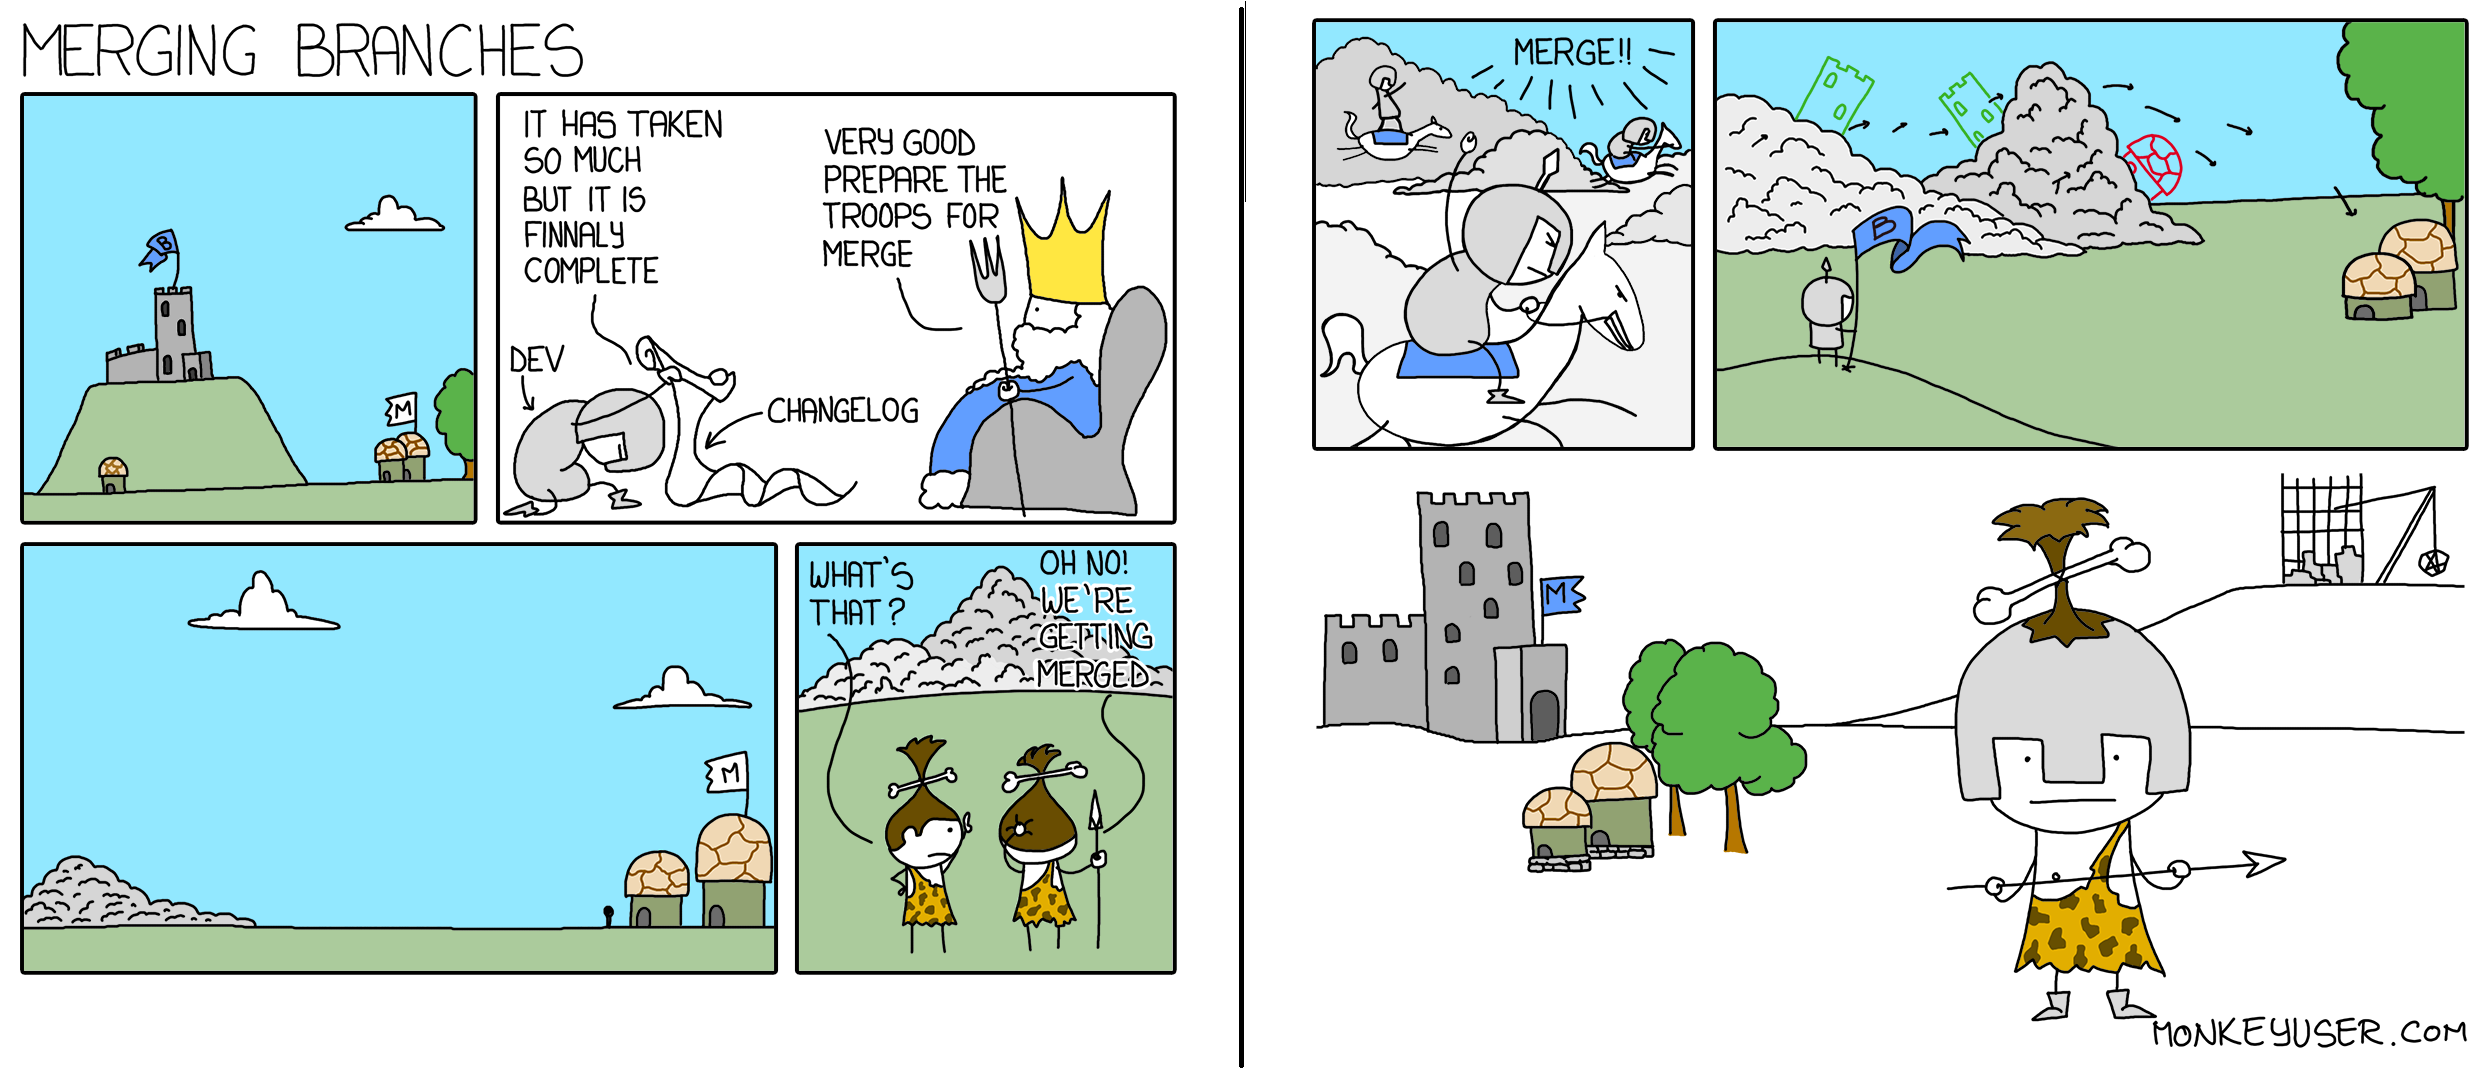 MERGING BRANCHES
B
M
IT HAS TAKEN
SO MUCH
BUT IT IS
FINNALY
COMPLETE
VERY GOOD
PREPARE THE
TROOPS FOR
MERGE
DEV
CHANGELOG
M
WHAT'S
THAT?
OH NO!
WE'RE
GETTING
MERGED
MERGE!!
B
M
MONKEYUSER.COM